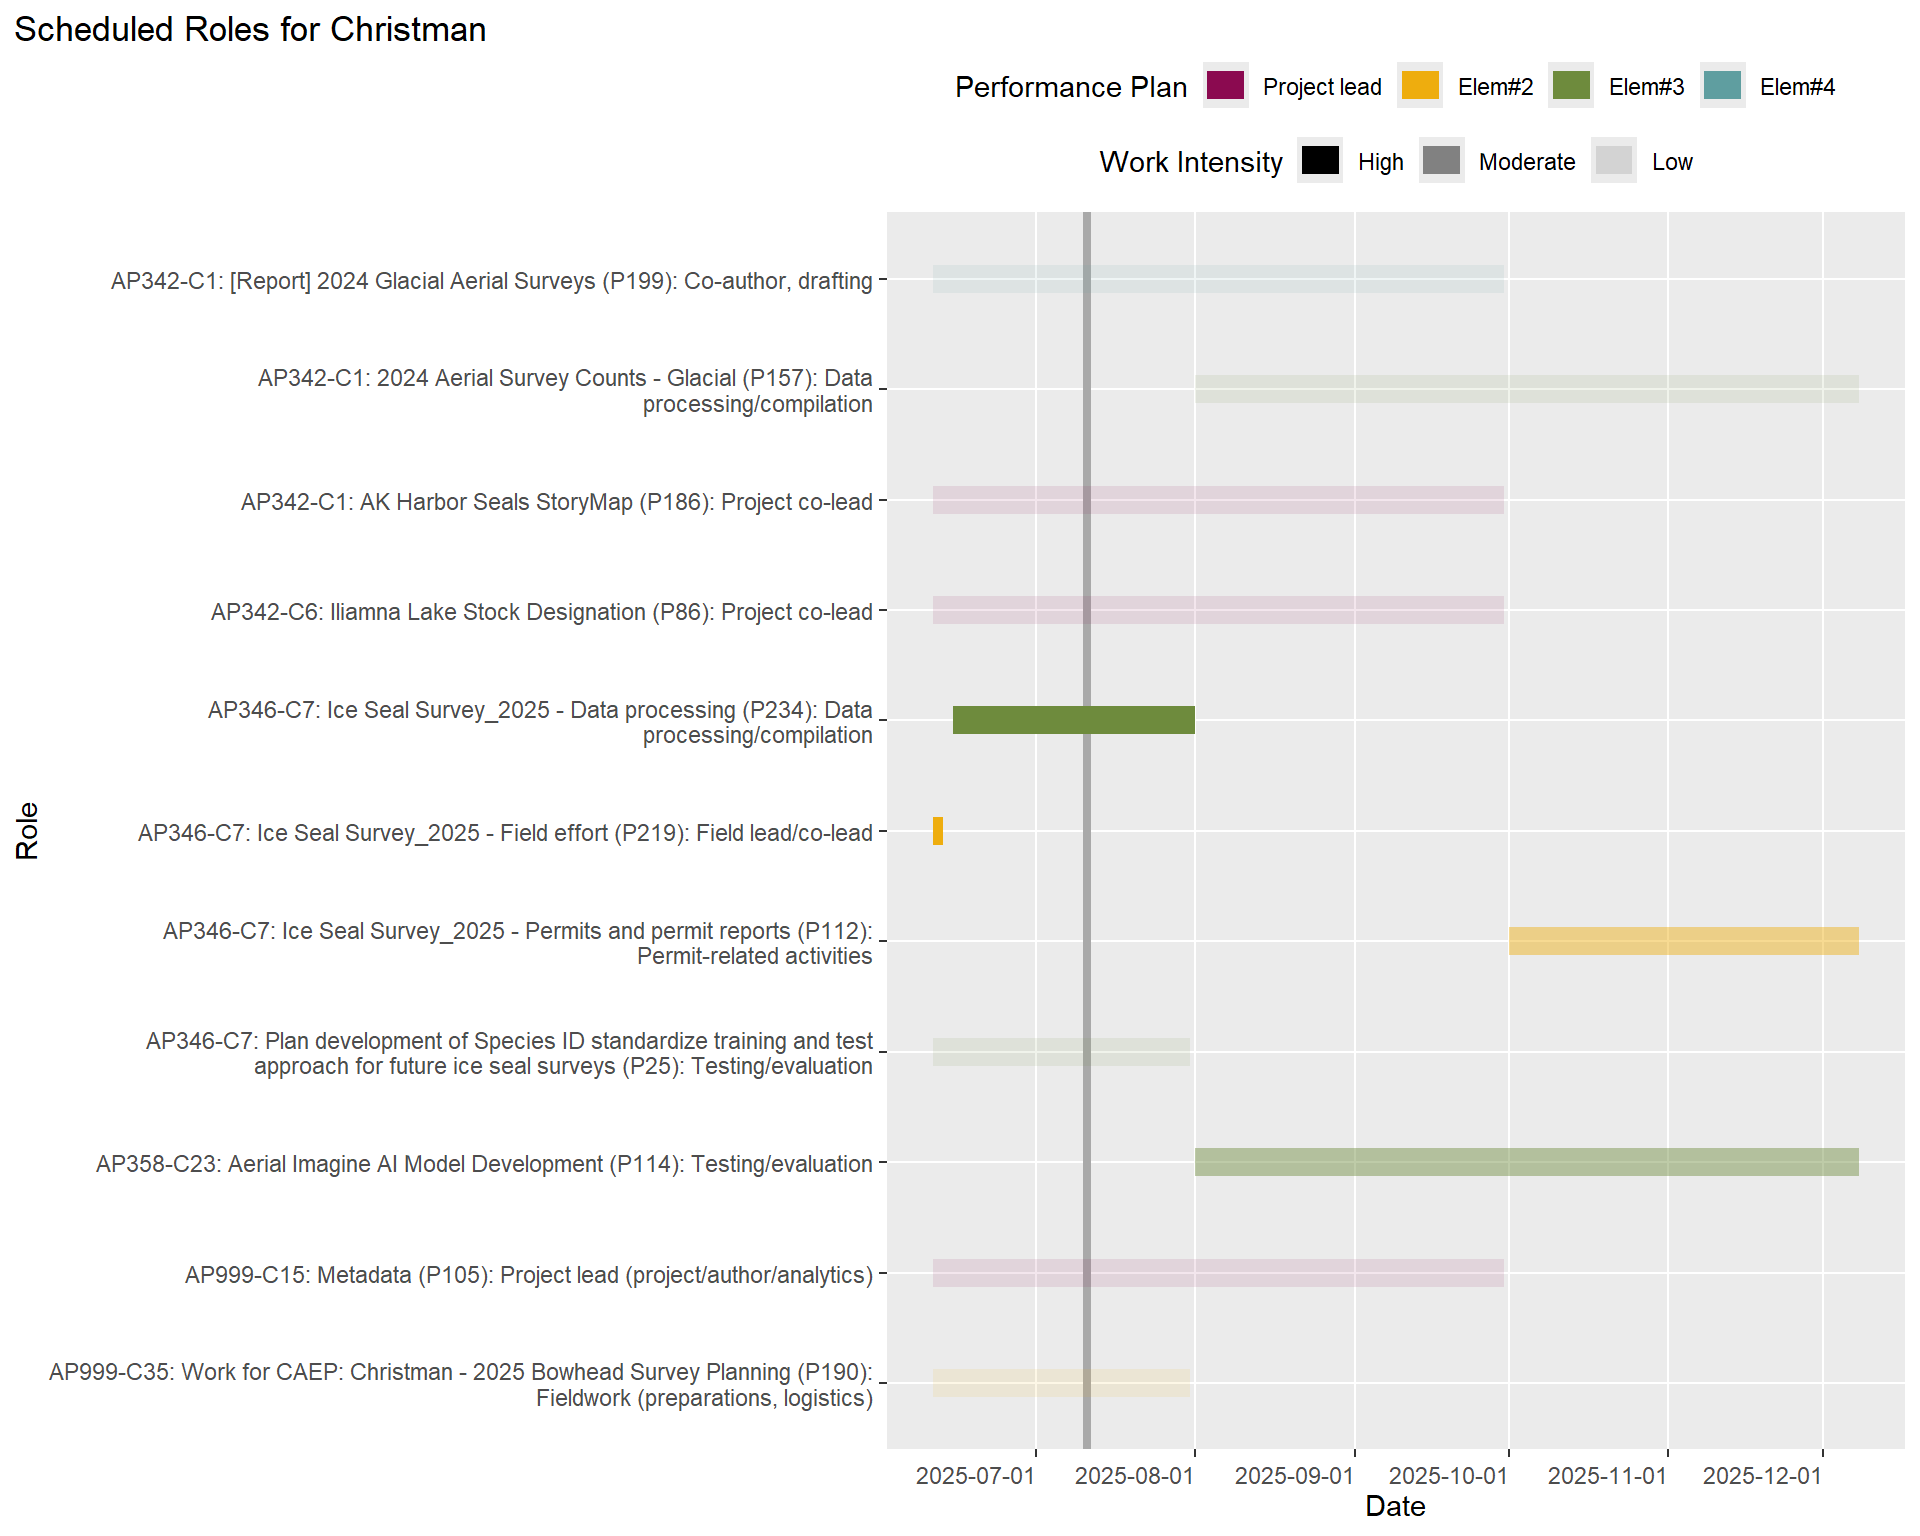 Scheduled Roles for Christman
Performance Plan Project lead Elem#2 Elem#3 Elem#4
Work Intensity High Moderate Low
AP342-C1: [Report] 2024 Glacial Aerial Surveys (P199): Co-author, drafting
AP342-C1: 2024 Aerial Survey Counts - Glacial (P157): Data
processing/compilation
AP342-C1: AK Harbor Seals StoryMap (P186): Project co-lead
AP342-C6: Iliamna Lake Stock Designation (P86): Project co-lead
AP346-C7: Ice Seal Survey_2025 - Data processing (P234): Data
processing/compilation
AP346-C7: Ice Seal Survey_2025 - Field effort (P219): Field lead/co-lead
AP346-C7: Ice Seal Survey_2025 - Permits and permit reports (P112):
Permit-related activities
AP346-C7: Plan development of Species ID standardize training and test
approach for future ice seal surveys (P25): Testing/evaluation
AP358-C23: Aerial Imagine AI Model Development (P114): Testing/evaluation
AP999-C15: Metadata (P105): Project lead (project/author/analytics)
AP999-C35: Work for CAEP: Christman - 2025 Bowhead Survey Planning (P190):
Fieldwork (preparations, logistics)
Role
2025-07-01 2025-08-01 2025-09-01 2025-10-01 2025-11-01 2025-12-01
Date